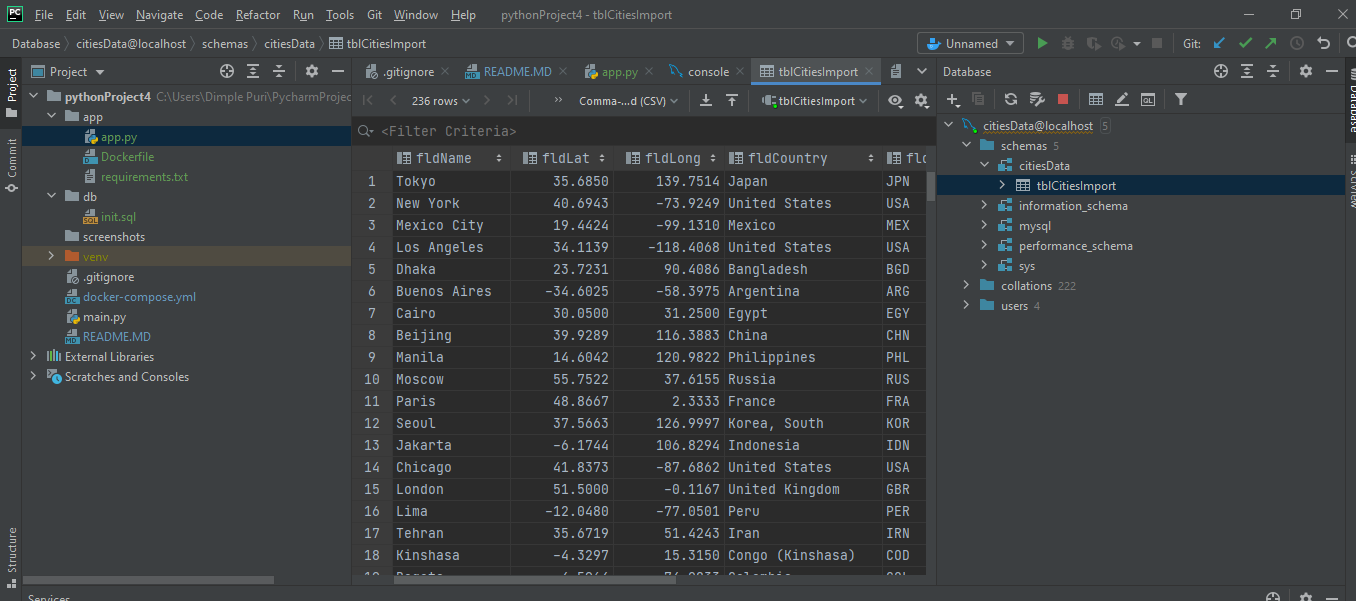 PC File Edit View Navigate Code Refactor Run Tools Git Window Help pythonProject4 - tblCitiesImport
Database citiesData@localhost schemas citiesData tblCitiesImport Unnamed Git:
Project .gitignore README.MD app.py console tblCitiesImport Database
pythonProject4 C:\Users\Dimple Puri\PycharmProjec
app
app.py
Dockerfile
requirements.txt
db
init.sql
screenshots
venv
.gitignore
docker-compose.yml
main.py
README.MD
External Libraries
Scratches and Consoles
Project
Commit
Structure
236 rows Comma-...d (CSV) tblCitiesImport
<Filter Criteria>
fldName fldLat fldLong fldCountry
1 Tokyo 35.6850 139.7514 Japan JPN
2 New York 40.6943 -73.9249 United States USA
3 Mexico City 19.4424 -99.1310 Mexico MEX
4 Los Angeles 34.1139 -118.4068 United States USA
5 Dhaka 23.7231 90.4086 Bangladesh BGD
6 Buenos Aires -34.6025 -58.3975 Argentina ARG
7 Cairo 30.0500 31.2500 Egypt EGY
8 Beijing 39.9289 116.3883 China CHN
9 Manila 14.6042 120.9822 Philippines PHL
10 Moscow 55.7522 37.6155 Russia RUS
11 Paris 48.8667 2.3333 France FRA
12 Seoul 37.5663 126.9997 Korea, South KOR
13 Jakarta -6.1744 106.8294 Indonesia IDN
14 Chicago 41.8373 -87.6862 United States USA
15 London 51.5000 -0.1167 United Kingdom GBR
16 Lima -12.0480 -77.0501 Peru PER
17 Tehran 35.6719 51.4243 Iran IRN
18 Kinshasa -4.3297 15.3150 Congo (Kinshasa) COD
citiesData@localhost 5
schemas 5
citiesData
tblCitiesImport
information_schema
mysql
performance_schema
sys
collations 222
users 4
Database
SciView
Services